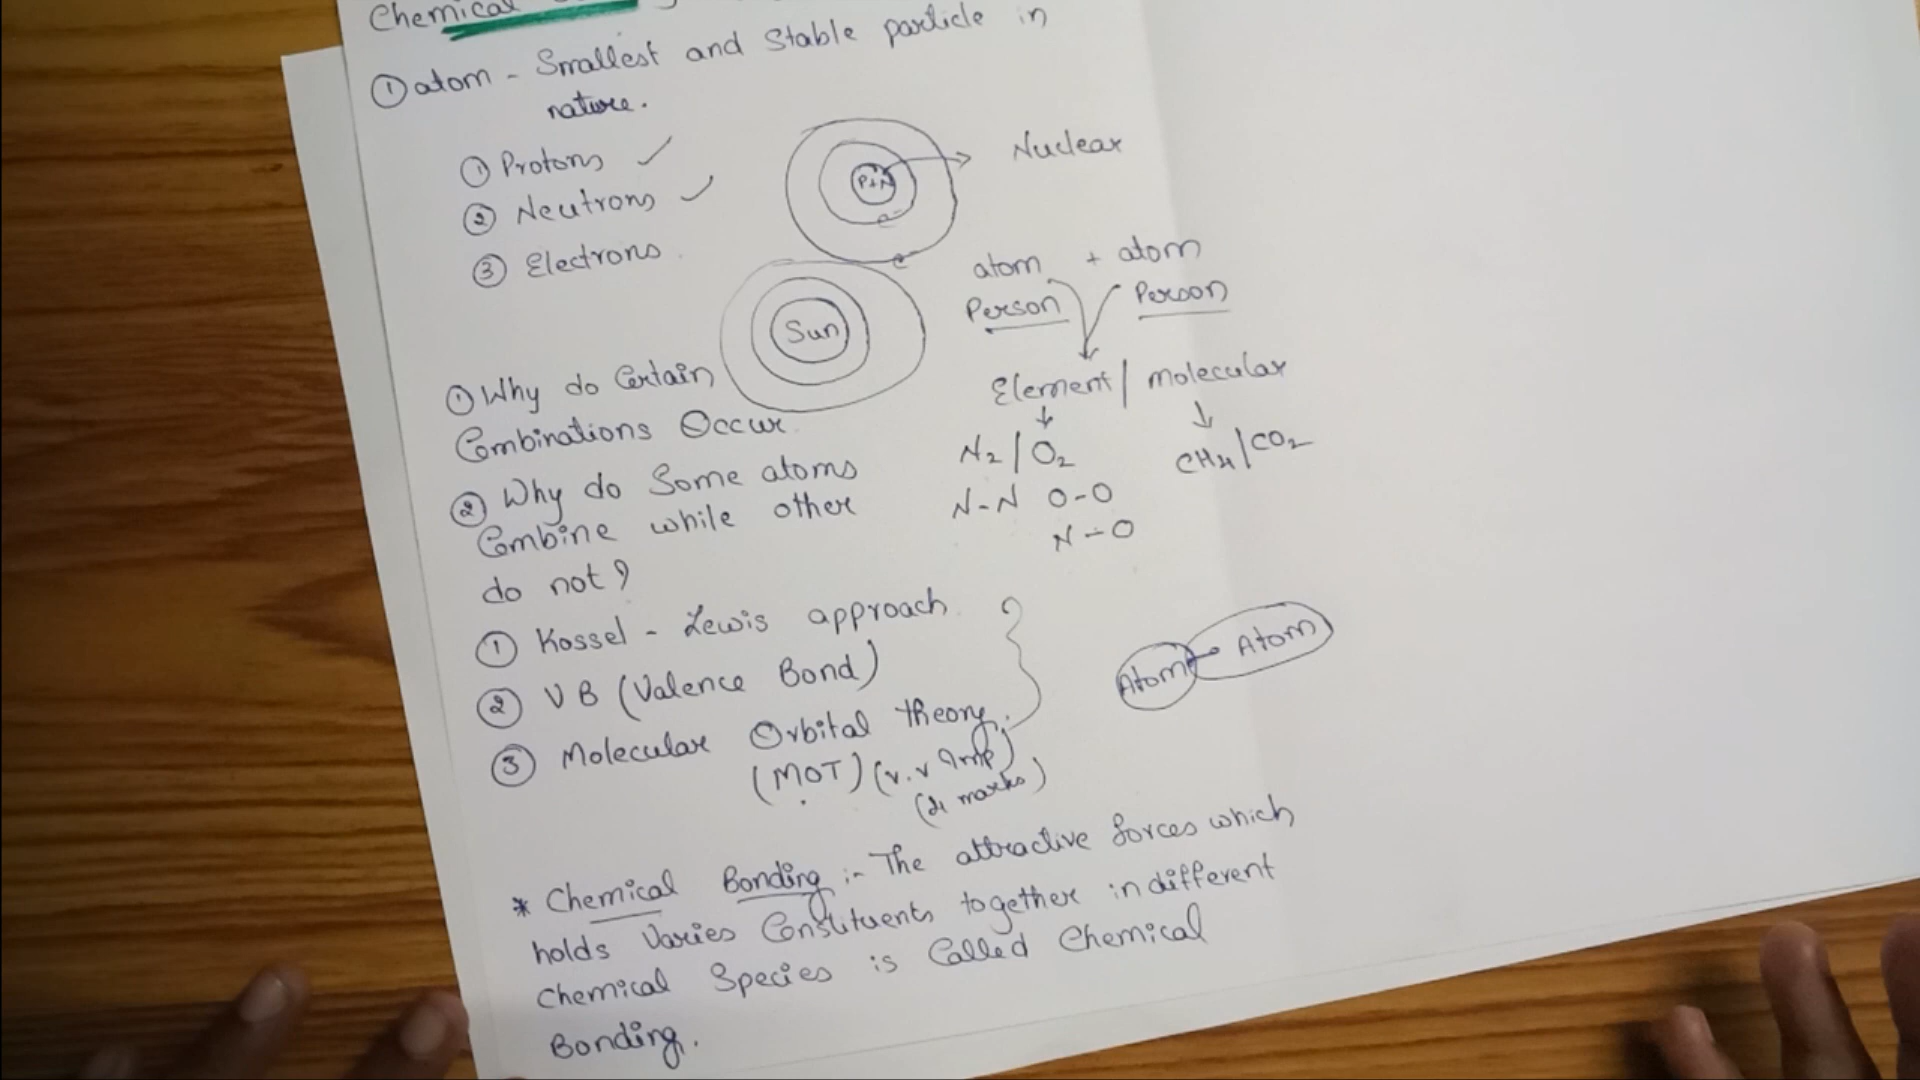 Chemical
① atom - Smallest and Stable particle in
nature.
① Protons ✓
② Neutrons ✓
③ Electrons
P+N
Nuclear
e-
e-
Sun
atom + atom
Person Person
Element / molecular
N2 / O2
CH4 / CO2
N-N O-O
N-O
① Why do Certain
Combinations Occur
② Why do Some atoms
Combine while other
do not?
① Kossel - Lewis approach
② VB (Valence Bond)
③ Molecular Orbital theory.
(MOT) (v.v Imp)
Atom Atom
* Chemical Bonding :- The attractive forces which
holds Varies Constituents together in different
Chemical Species is Called Chemical
Bonding.